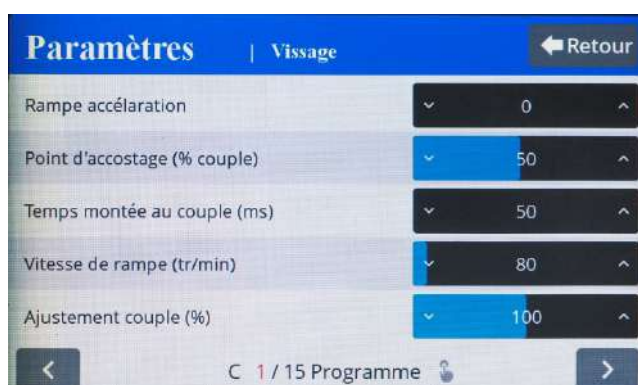 Paramètres | Vissage Retour
Rampe accélaration 0
Point d'accostage (% couple) 50
Temps montée au couple (ms) 50
Vitesse de rampe (tr/min) 80
Ajustement couple (%) 100
C 1 / 15 Programme